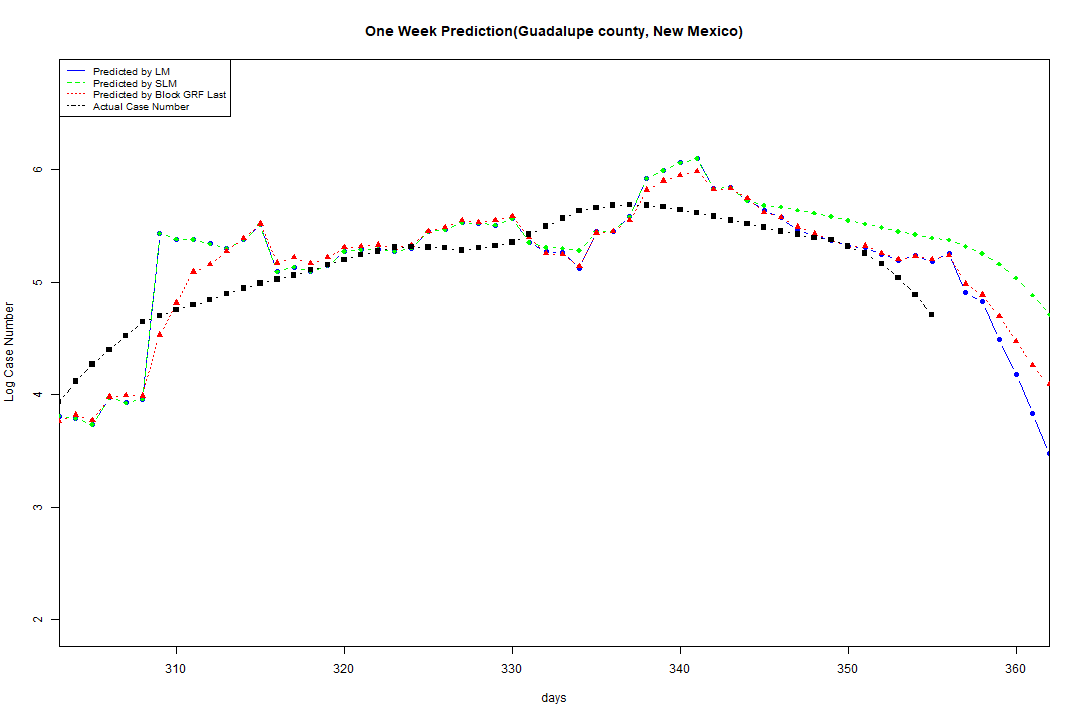 One Week Prediction(Guadalupe county, New Mexico)
Predicted by LM
Predicted by SLM
Predicted by Block GRF Last
Actual Case Number
Log Case Number
6
5
4
3
2
310 320 330 340 350 360
days